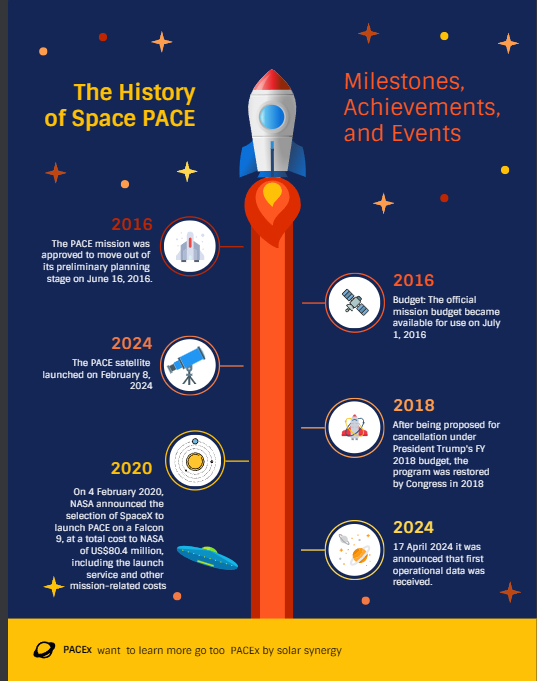 The History
of Space PACE
Milestones,
Achievements,
and Events
2016
The PACE mission was
approved to move out of
its preliminary planning
stage on June 16, 2016.
2016
Budget: The official
mission budget became
available for use on July
1, 2016
2024
The PACE satellite
launched on February 8,
2024
2018
After being proposed for
cancellation under
President Trump's FY
2018 budget, the
program was restored
by Congress in 2018
2020
On 4 February 2020,
NASA announced the
selection of SpaceX to
launch PACE on a Falcon
9, at a total cost to NASA
of US$80.4 million,
including the launch
service and other
mission-related costs
2024
17 April 2024 it was
announced that first
operational data was
received.
PACEx want to learn more go too PACEx by solar synergy